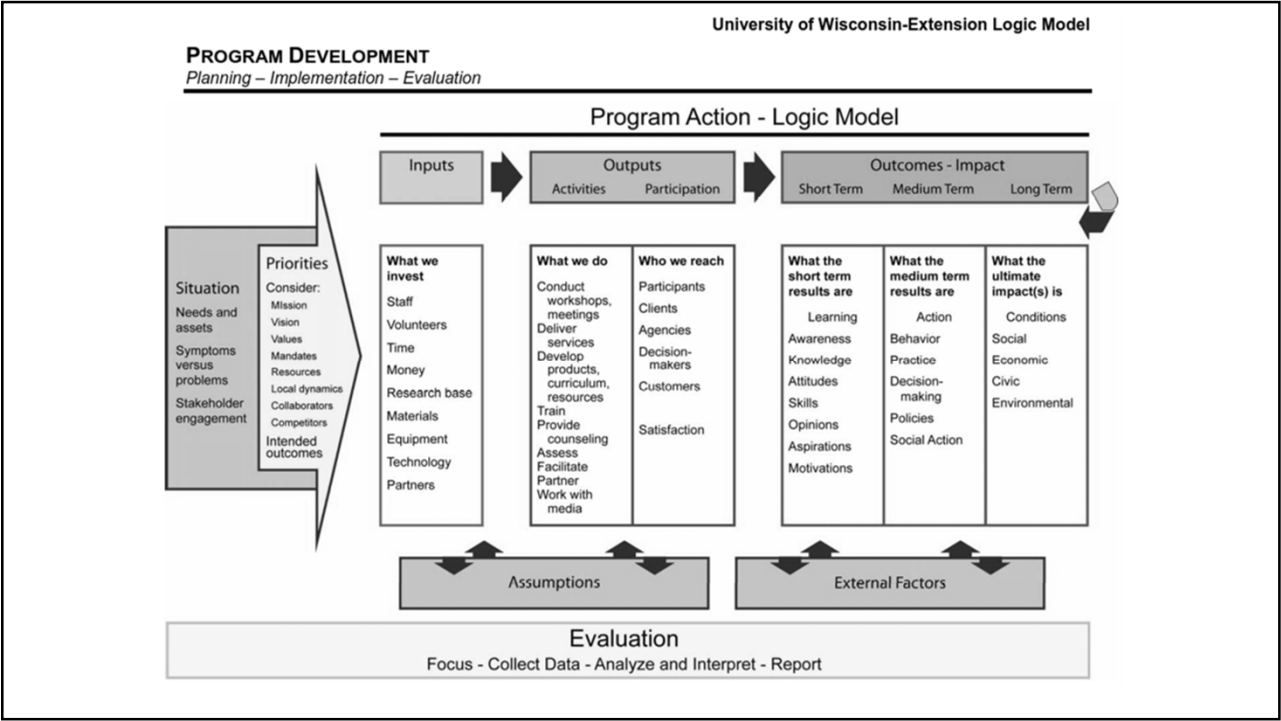 University of Wisconsin-Extension Logic Model
PROGRAM DEVELOPMENT
Planning – Implementation – Evaluation
Program Action - Logic Model
Inputs
Outputs
Activities Participation
Outcomes - Impact
Short Term Medium Term Long Term
Situation
Needs and
assets
Symptoms
versus
problems
Stakeholder
engagement
Priorities
Consider:
MIssion
Vision
Values
Mandates
Resources
Local dynamics
Collaborators
Competitors
Intended
outcomes
What we
invest
Staff
Volunteers
Time
Money
Research base
Materials
Equipment
Technology
Partners
What we do
Conduct
workshops,
meetings
Deliver
services
Develop
products,
curriculum,
resources
Train
Provide
counseling
Assess
Facilitate
Partner
Work with
media
Who we reach
Participants
Clients
Agencies
Decision-
makers
Customers
Satisfaction
What the
short term
results are
Learning
Awareness
Knowledge
Attitudes
Skills
Opinions
Aspirations
Motivations
What the
medium term
results are
Action
Behavior
Practice
Decision-
making
Policies
Social Action
What the
ultimate
impact(s) is
Conditions
Social
Economic
Civic
Environmental
Assumptions
External Factors
Evaluation
Focus - Collect Data - Analyze and Interpret - Report